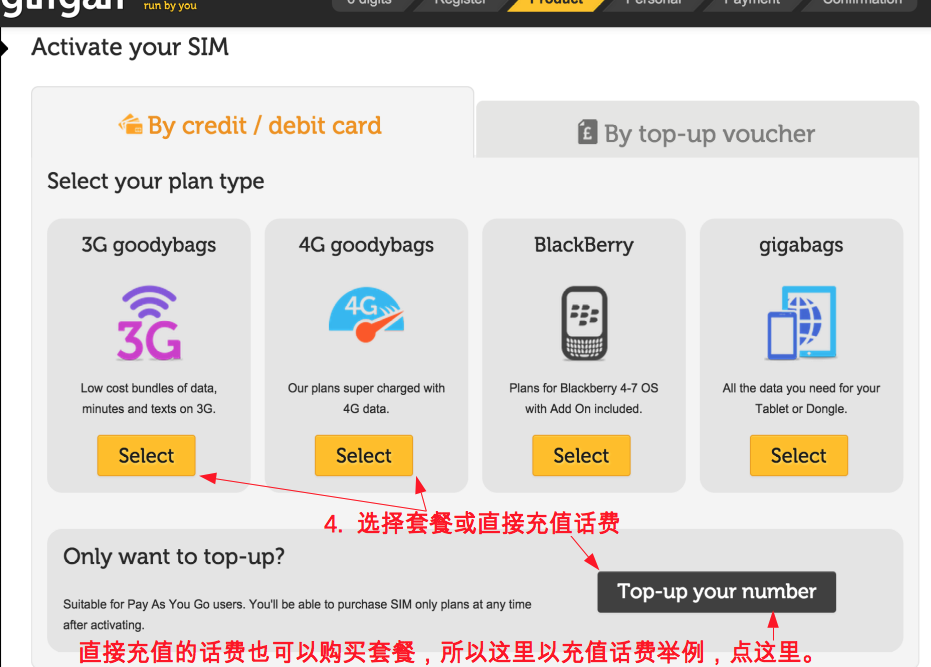 giffgaff
run by you
6 digits
Register
Product
Personal
Payment
Confirmation
Activate your SIM
By credit / debit card
£ By top-up voucher
Select your plan type
3G goodybags
4G goodybags
BlackBerry
gigabags
3G
4G
Low cost bundles of data,
minutes and texts on 3G.
Our plans super charged with
4G data.
Plans for Blackberry 4-7 OS
with Add On included.
All the data you need for your
Tablet or Dongle.
Select
Select
Select
Select
4. 选择套餐或直接充值话费
Only want to top-up?
Top-up your number
Suitable for Pay As You Go users. You'll be able to purchase SIM only plans at any time
after activating.
直接充值的话费也可以购买套餐，所以这里以充值话费举例，点这里。